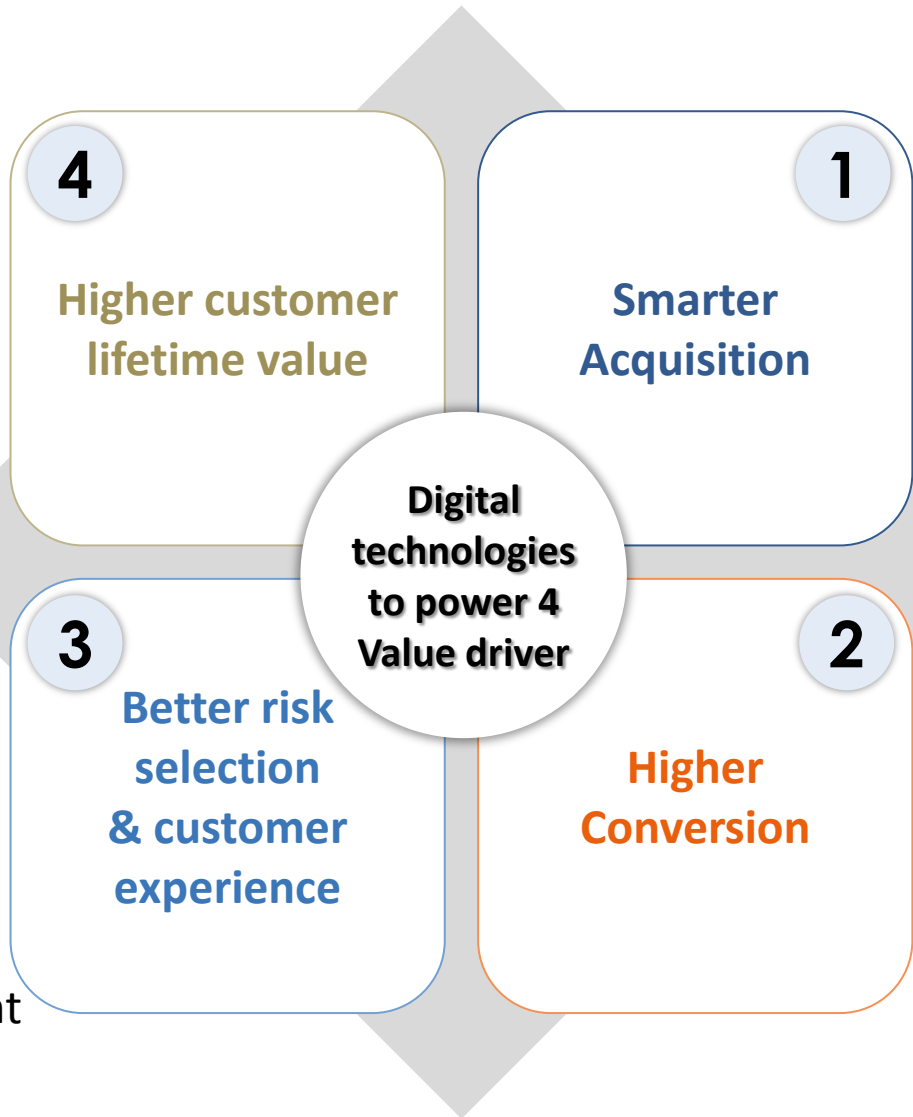 4
Higher customer
lifetime value
1
Smarter
Acquisition
Digital
technologies
to power 4
Value driver
3
Better risk
selection
& customer
experience
2
Higher
Conversion